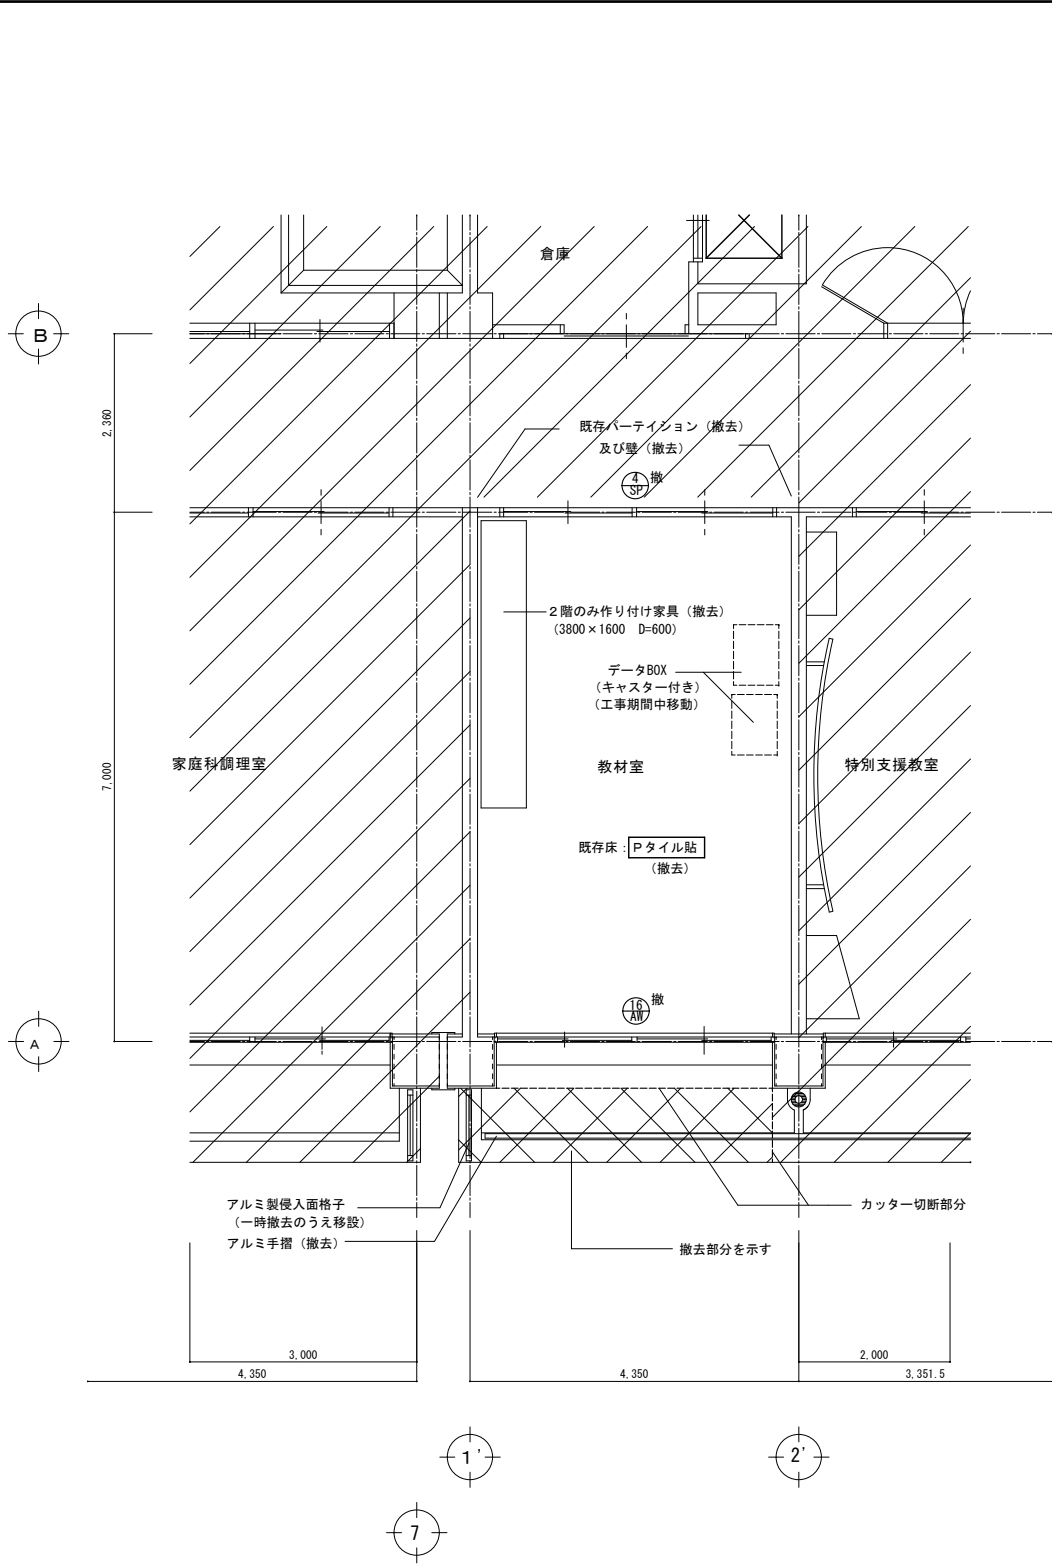 倉庫
B
2,360
既存パーテイション（撤去）
及び壁（撤去）
4
SP
撤
２階のみ作り付け家具（撤去）
（3800×1600　D=600）
データBOX
（キャスター付き）
（工事期間中移動）
7,000
家庭科調理室
教材室
特別支援教室
既存床：Ｐタイル貼
（撤去）
16
AW
撤
A
アルミ製侵入面格子
（一時撤去のうえ移設）
アルミ手摺（撤去）
カッター切断部分
撤去部分を示す
3,000
2,000
4,350
4,350
3,351.5
1'
2'
7